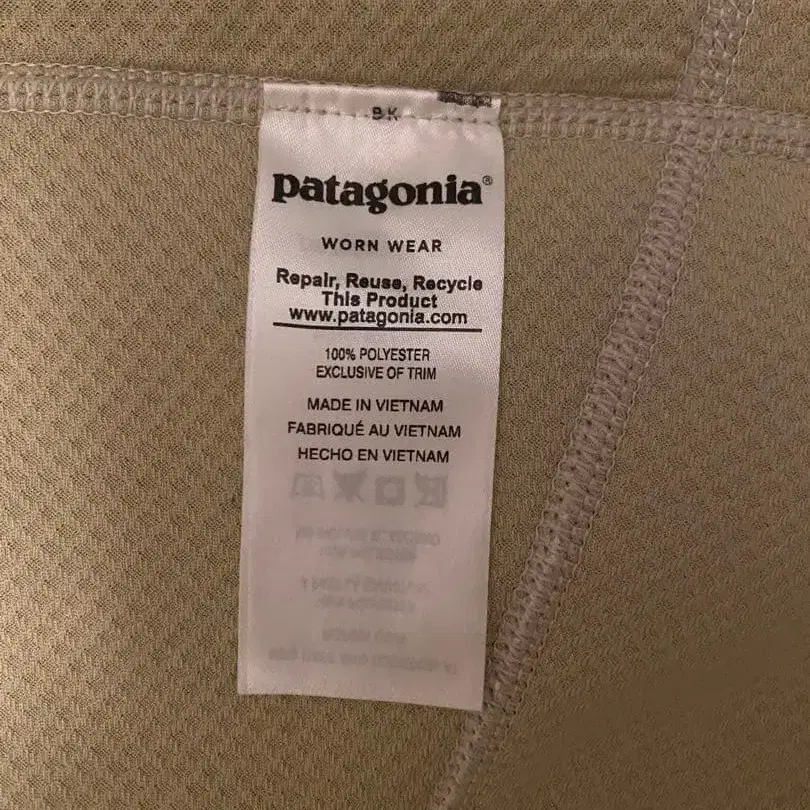 BK
patagonia®
WORN WEAR
Repair, Reuse, Recycle
This Product
www.patagonia.com
100% POLYESTER
EXCLUSIVE OF TRIM
MADE IN VIETNAM
FABRIQUÉ AU VIETNAM
HECHO EN VIETNAM